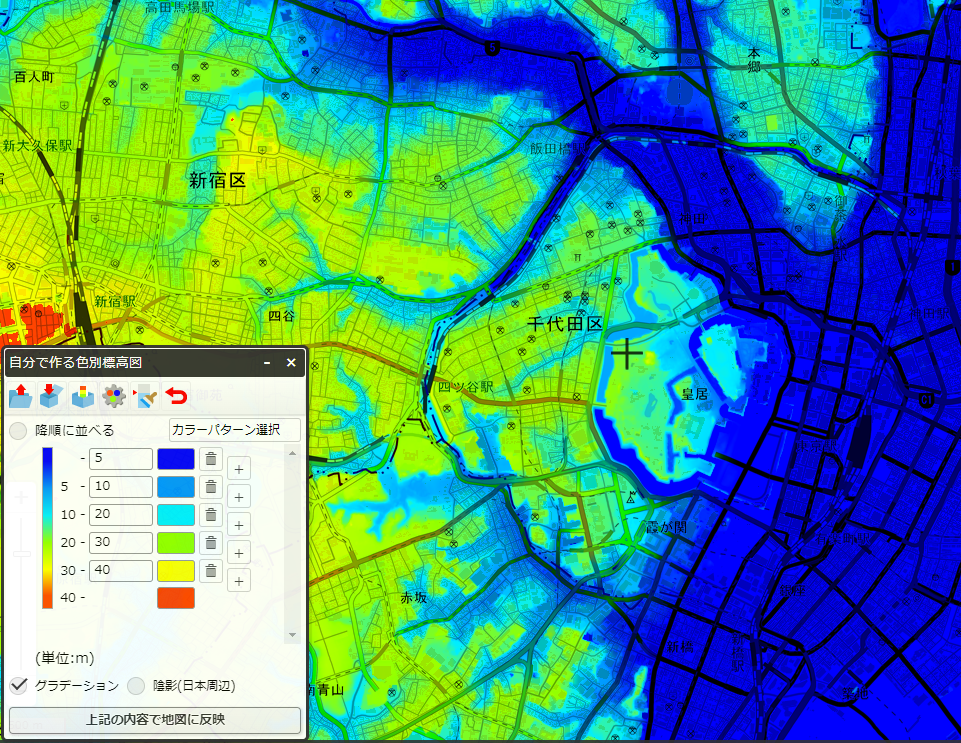 高田馬場駅
5
本郷
百人町
新大久保駅
飯田橋
新宿区
新宿駅
四谷
千代田区
1
四ツ谷駅
皇居
霞が関
赤坂
新橋
南青山
自分で作る色別標高図
降順に並べる
カラーパターン選択
- 5
5 - 10
10 - 20
20 - 30
30 - 40
40 -
(単位:m)
グラデーション
陰影(日本周辺)
上記の内容で地図に反映